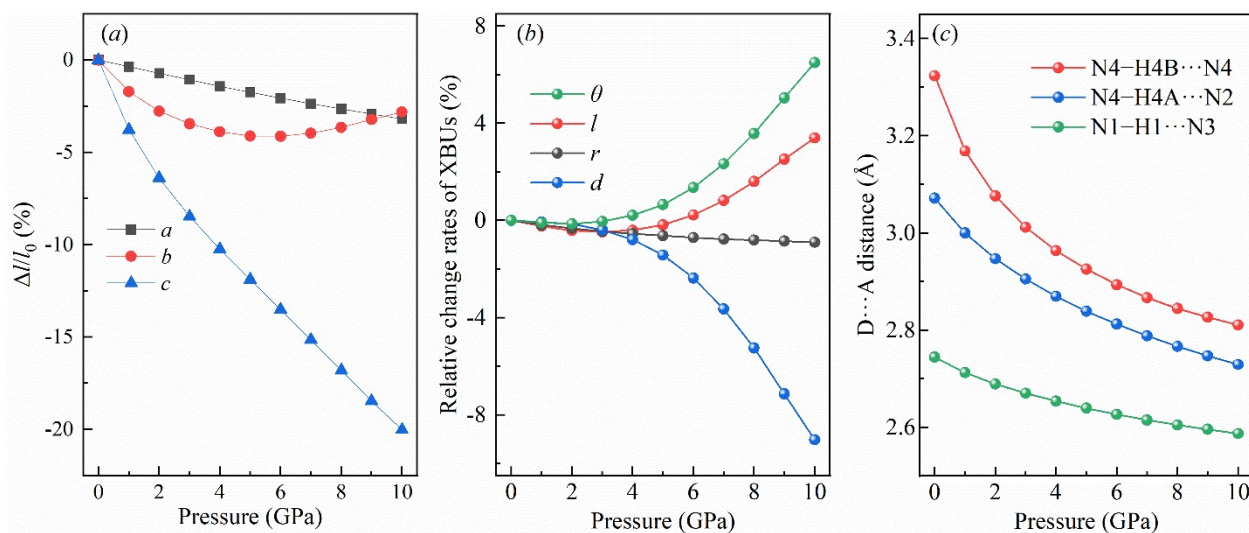 (a)
0
-5
-10
-15
-20
Δl/l₀ (%)
a
b
c
0 2 4 6 8 10
Pressure (GPa)
(b)
8
4
0
-4
-8
Relative change rates of XBUs (%)
θ
l
r
d
0 2 4 6 8 10
Pressure (GPa)
(c)
3.4
3.2
3.0
2.8
2.6
D⋯A distance (Å)
N4−H4B⋯N4
N4−H4A⋯N2
N1−H1⋯N3
0 2 4 6 8 10
Pressure (GPa)